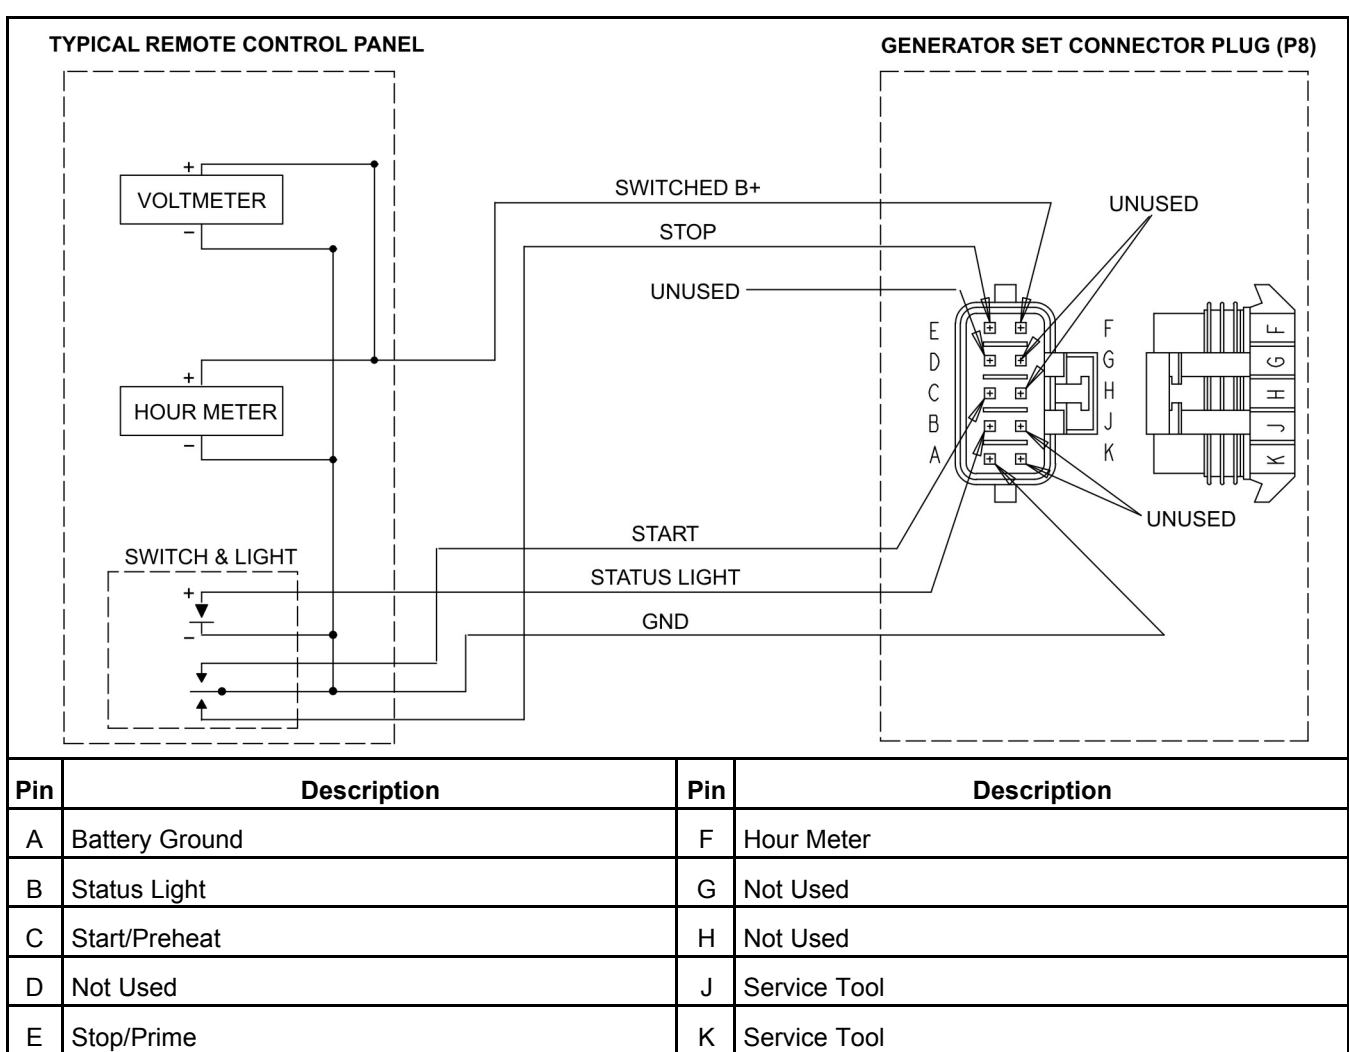 TYPICAL REMOTE CONTROL PANEL
GENERATOR SET CONNECTOR PLUG (P8)
+
VOLTMETER
−
SWITCHED B+
UNUSED
STOP
UNUSED
+
HOUR METER
−
E
D
C
B
A
F
G
H
J
K
F
G
H
J
K
UNUSED
START
SWITCH & LIGHT
STATUS LIGHT
+
−
GND
Pin Description Pin Description
A Battery Ground F Hour Meter
B Status Light G Not Used
C Start/Preheat H Not Used
D Not Used J Service Tool
E Stop/Prime K Service Tool